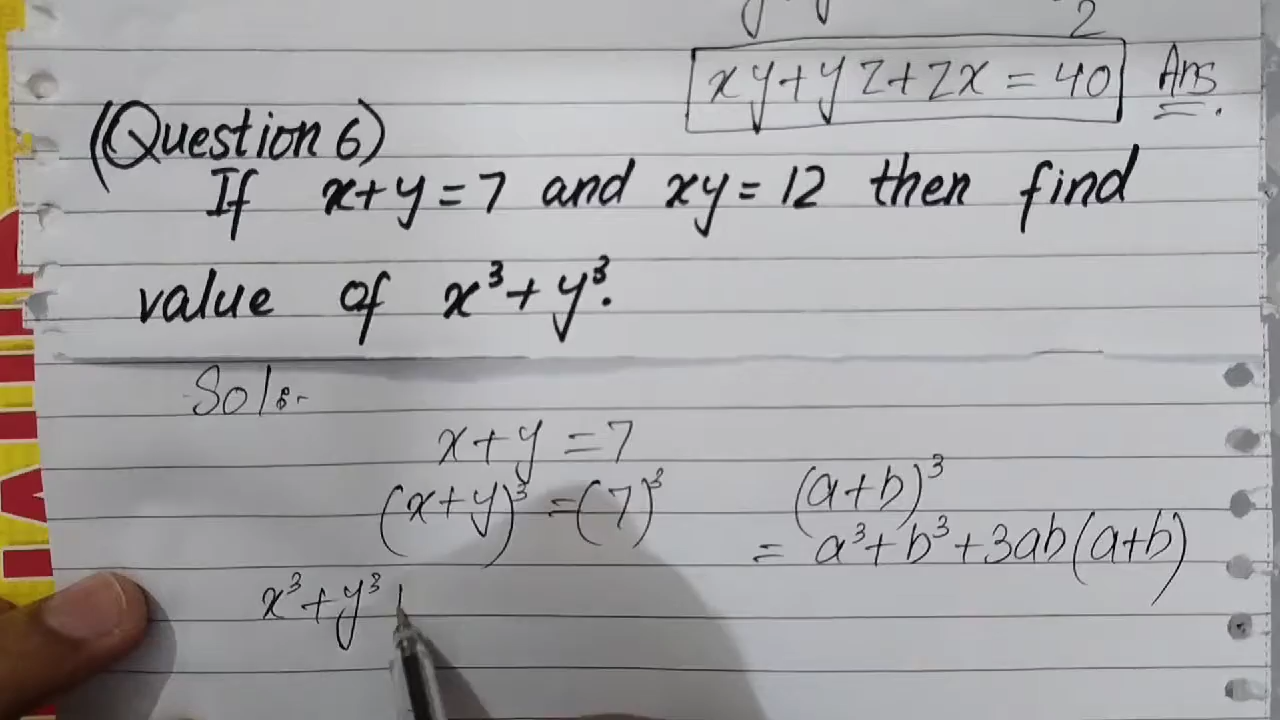 2
xy+yz+zx = 40 Ans.
(Question 6)
If x+y=7 and xy=12 then find
value of x³+y³.
Sol:-
x+y =7
(x+y)³ =(7)³
(a+b)³
= a³+b³+3ab(a+b)
x³+y³